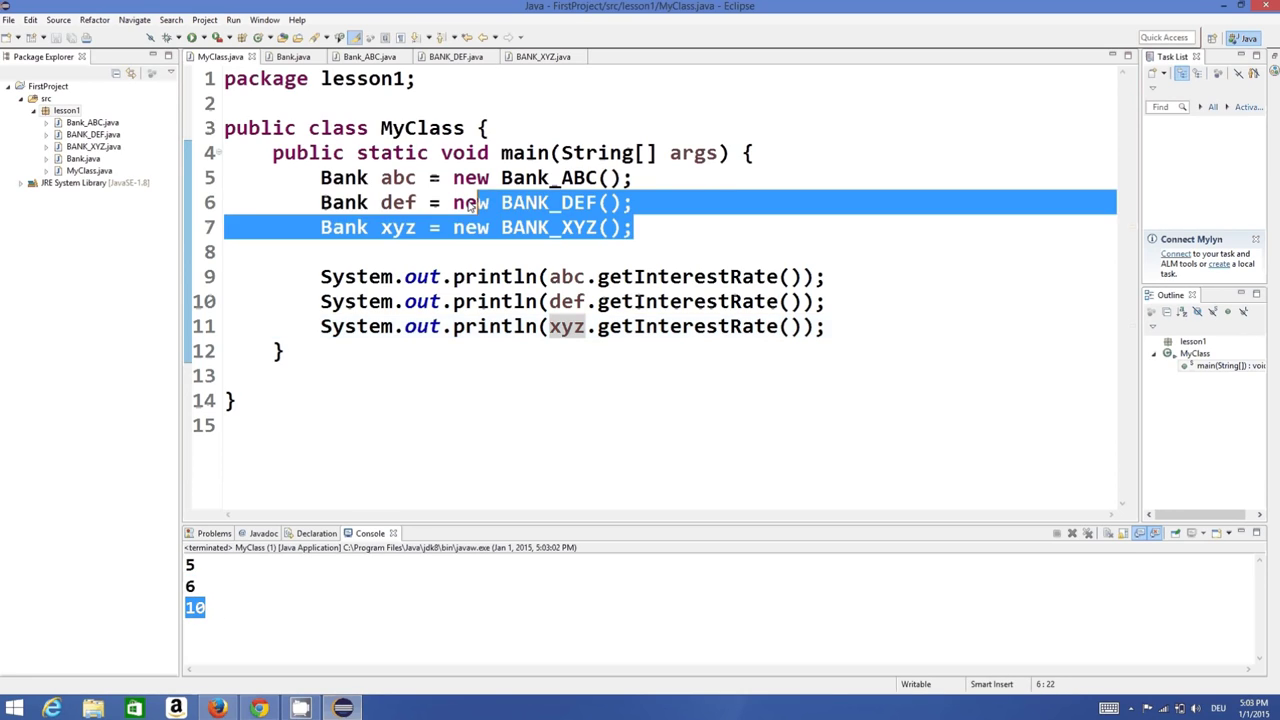 Java - FirstProject/src/lesson1/MyClass.java - Eclipse
File Edit Source Refactor Navigate Search Project Run Window Help
Quick Access
Java
Package Explorer
FirstProject
src
lesson1
Bank_ABC.java
BANK_DEF.java
BANK_XYZ.java
Bank.java
MyClass.java
JRE System Library [JavaSE-1.8]
MyClass.java Bank.java Bank_ABC.java BANK_DEF.java BANK_XYZ.java
1 package lesson1;
2
3 public class MyClass {
4 public static void main(String[] args) {
5 Bank abc = new Bank_ABC();
6 Bank def = new BANK_DEF();
7 Bank xyz = new BANK_XYZ();
8
9 System.out.println(abc.getInterestRate());
10 System.out.println(def.getInterestRate());
11 System.out.println(xyz.getInterestRate());
12 }
13
14 }
15
Task List
Find All Activa...
Connect Mylyn
Connect to your task and ALM tools or create a local task.
Outline
lesson1
MyClass
main(String[]) : void
Problems Javadoc Declaration Console
<terminated> MyClass (1) [Java Application] C:\Program Files\Java\jdk8\bin\javaw.exe (Jan 1, 2015, 5:03:02 PM)
5
6
10
Writable Smart Insert 6 : 22
DEU 5:03 PM
1/1/2015